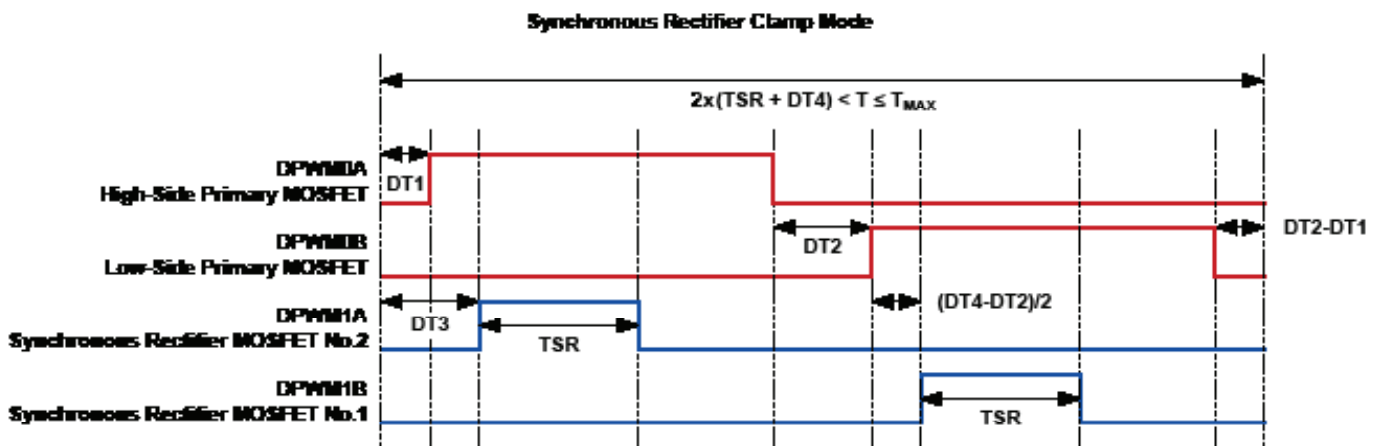 Synchronous Rectifier Clamp Mode
2x(TSR + DT4) < T ≤ TMAX
DPWM0A
High-Side Primary MOSFET
DT1
DPWM0B
Low-Side Primary MOSFET
DT2
DT2-DT1
DPWM1A
Synchronous Rectifier MOSFET No.2
DT3
TSR
(DT4-DT2)/2
DPWM1B
Synchronous Rectifier MOSFET No.1
TSR